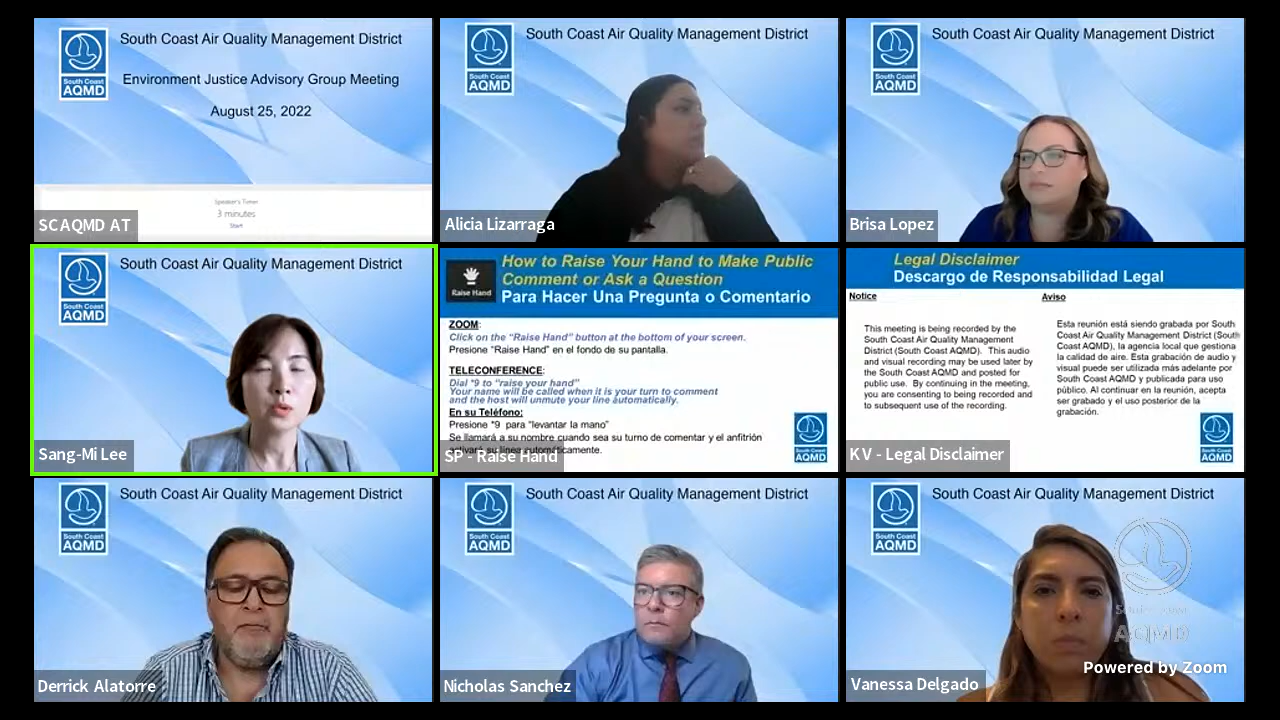 South Coast
AQMD
South Coast Air Quality Management District
Environment Justice Advisory Group Meeting
August 25, 2022
Speaker's Timer
3 minutes
Start
SCAQMD AT
South Coast
AQMD
South Coast Air Quality Management District
Alicia Lizarraga
South Coast
AQMD
South Coast Air Quality Management District
Brisa Lopez
South Coast
AQMD
South Coast Air Quality Management District
Sang-Mi Lee
Raise Hand
How to Raise Your Hand to Make Public
Comment or Ask a Question
Para Hacer Una Pregunta o Comentario
ZOOM:
Click on the "Raise Hand" button at the bottom of your screen.
Presione "Raise Hand" en el fondo de su pantalla.
TELECONFERENCE:
Dial *9 to "raise your hand"
Your name will be called when it is your turn to comment
and the host will unmute your line automatically.
En su Teléfono:
Presione *9 para "levantar la mano"
Se llamará a su nombre cuando sea su turno de comentar y el anfitrión
activará su línea automáticamente.
South Coast
AQMD
SP - Raise Hand
Legal Disclaimer
Descargo de Responsabilidad Legal
Notice
This meeting is being recorded by the
South Coast Air Quality Management
District (South Coast AQMD). This audio
and visual recording may be used later by
the South Coast AQMD and posted for
public use. By continuing in the meeting,
you are consenting to being recorded and
to subsequent use of the recording.
Aviso
Esta reunión está siendo grabada por South
Coast Air Quality Management District (South
Coast AQMD), la agencia local que gestiona
la calidad de aire. Esta grabación de audio y
visual puede ser utilizada más adelante por
South Coast AQMD y publicada para uso
público. Al continuar en la reunión, acepta
ser grabado y el uso posterior de la
grabación.
South Coast
AQMD
KV - Legal Disclaimer
South Coast
AQMD
South Coast Air Quality Management District
Derrick Alatorre
South Coast
AQMD
South Coast Air Quality Management District
Nicholas Sanchez
South Coast
AQMD
South Coast Air Quality Management District
South Coast
AQMD
Powered by Zoom
Vanessa Delgado